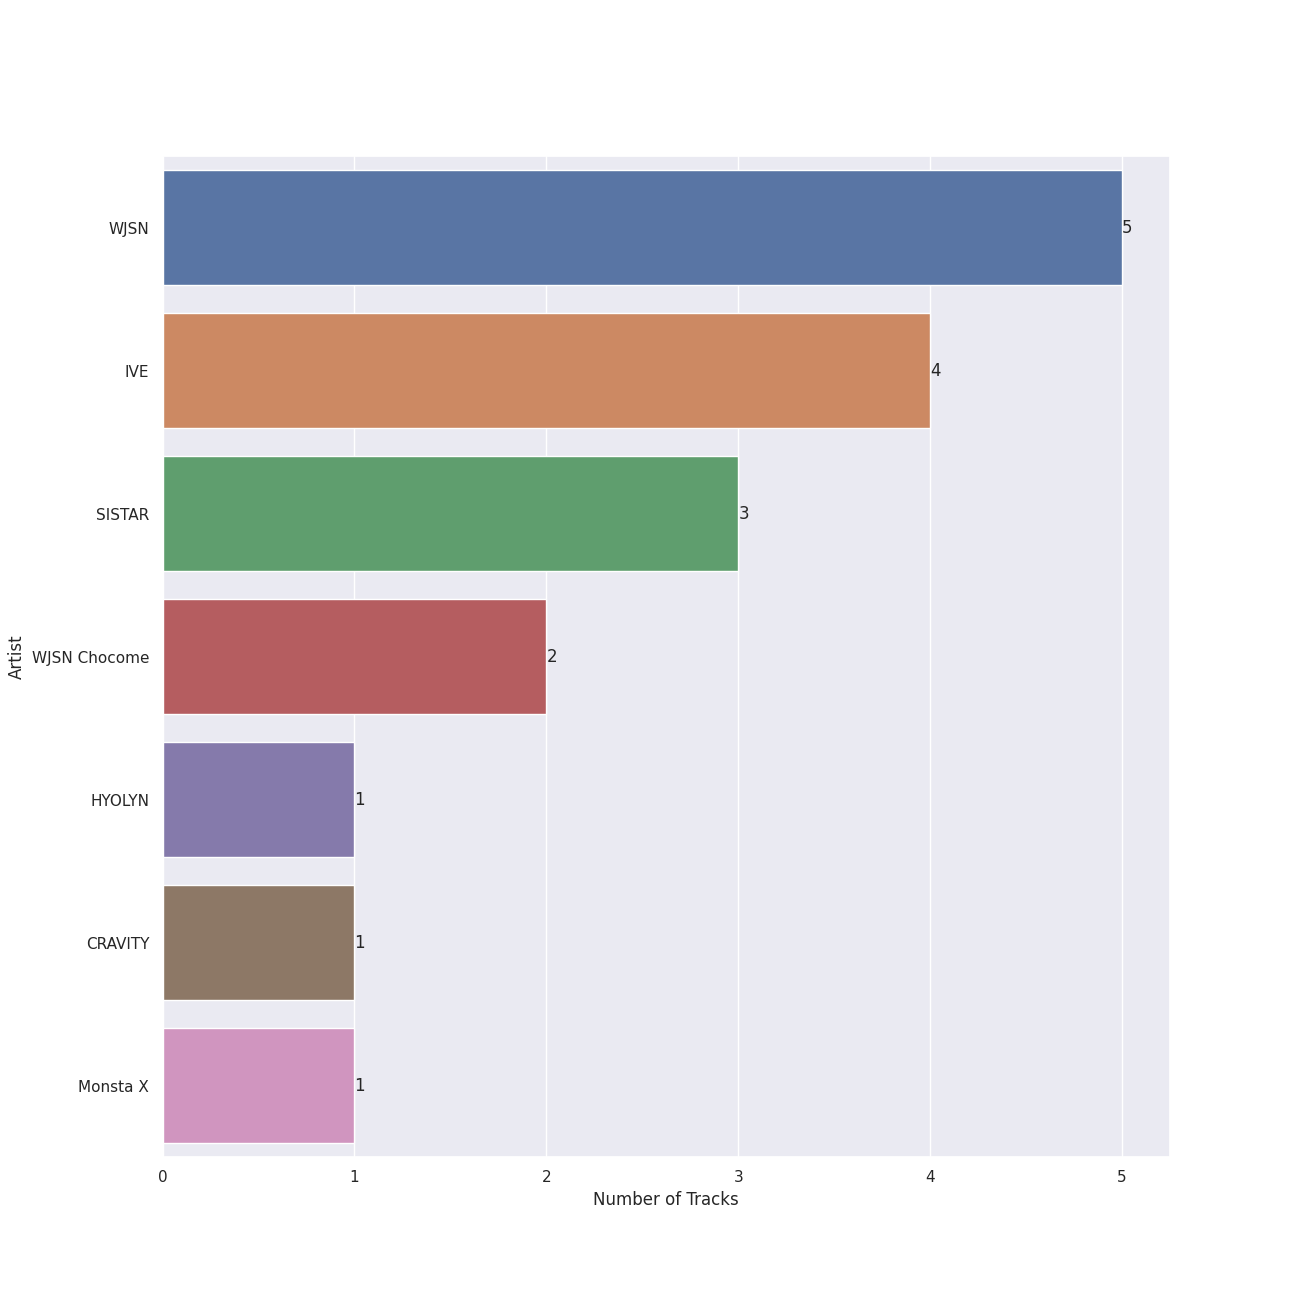 WJSN
5
IVE
4
SISTAR
3
WJSN Chocome
2
HYOLYN
1
CRAVITY
1
Monsta X
1
Artist
0 1 2 3 4 5
Number of Tracks